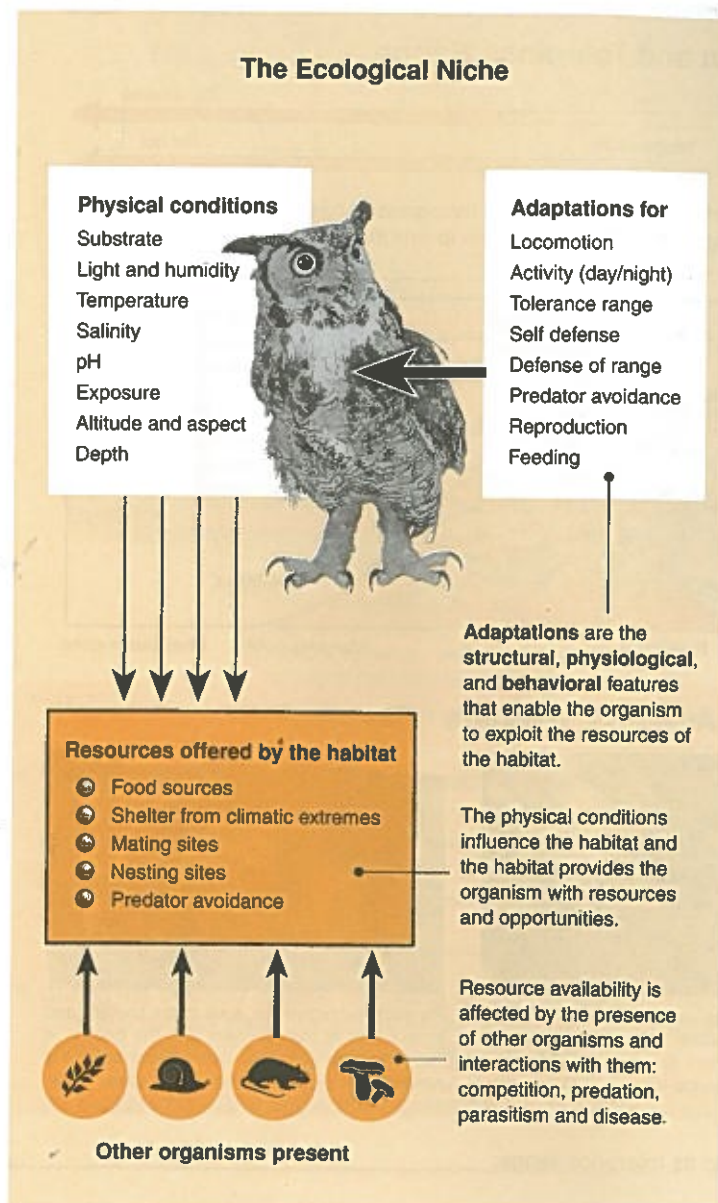 The Ecological Niche
Physical conditions
Substrate
Light and humidity
Temperature
Salinity
pH
Exposure
Altitude and aspect
Depth
Adaptations for
Locomotion
Activity (day/night)
Tolerance range
Self defense
Defense of range
Predator avoidance
Reproduction
Feeding
Adaptations are the
structural, physiological,
and behavioral features
that enable the organism
to exploit the resources of
the habitat.
Resources offered by the habitat
Food sources
Shelter from climatic extremes
Mating sites
Nesting sites
Predator avoidance
The physical conditions
influence the habitat and
the habitat provides the
organism with resources
and opportunities.
Resource availability is
affected by the presence
of other organisms and
interactions with them:
competition, predation,
parasitism and disease.
Other organisms present